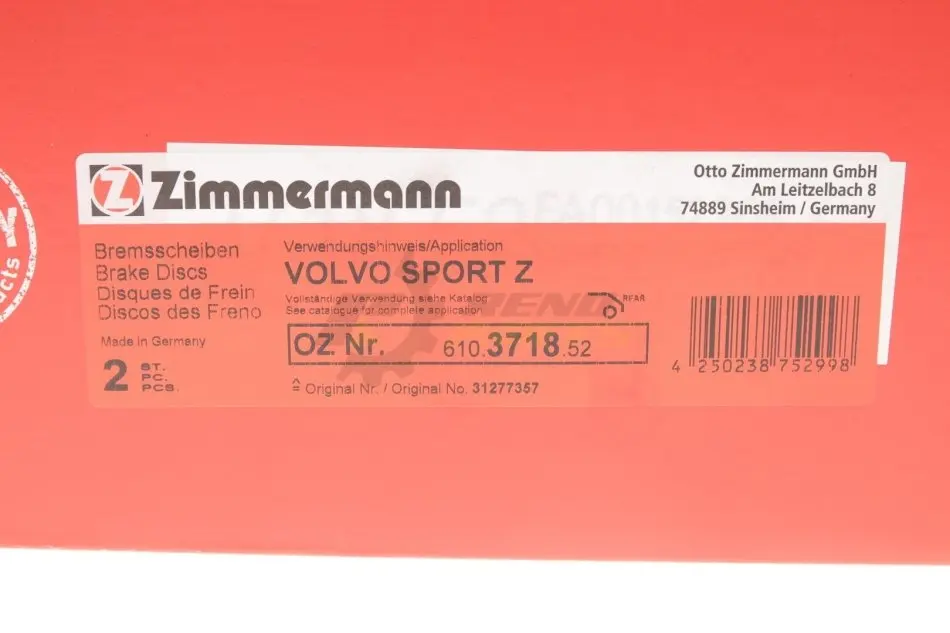 Zimmermann
Otto Zimmermann GmbH
Am Leitzelbach 8
74889 Sinsheim / Germany
Bremsscheiben
Brake Discs
Disques de Frein
Discos des Freno
Made in Germany
2 ST.
PC.
PCS.
Verwendungshinweis/Application
VOLVO SPORT Z
Vollständige Verwendung siehe Katalog
See catalogue for complete application
REAR
OZ Nr. 610.3718.52
≙ Original Nr. / Original No. 31277357
4 250238 752998
TREND
cts